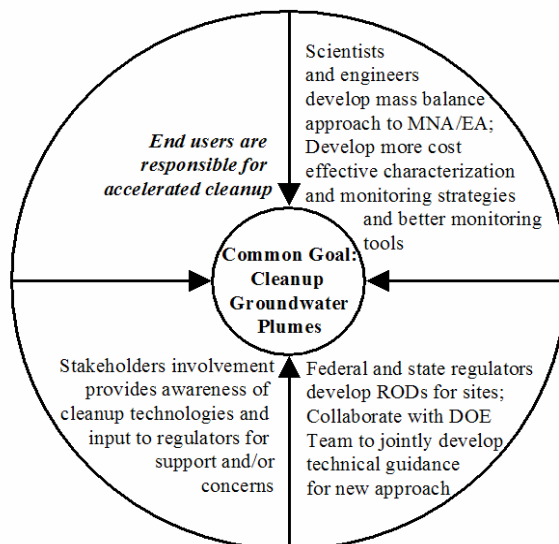 End users are
responsible for
accelerated cleanup
Scientists
and engineers
develop mass balance
approach to MNA/EA;
Develop more cost
effective characterization
and monitoring strategies
and better monitoring
tools
Common Goal:
Cleanup
Groundwater
Plumes
Stakeholders involvement
provides awareness of
cleanup technologies and
input to regulators for
support and/or
concerns
Federal and state regulators
develop RODs for sites;
Collaborate with DOE
Team to jointly develop
technical guidance
for new approach